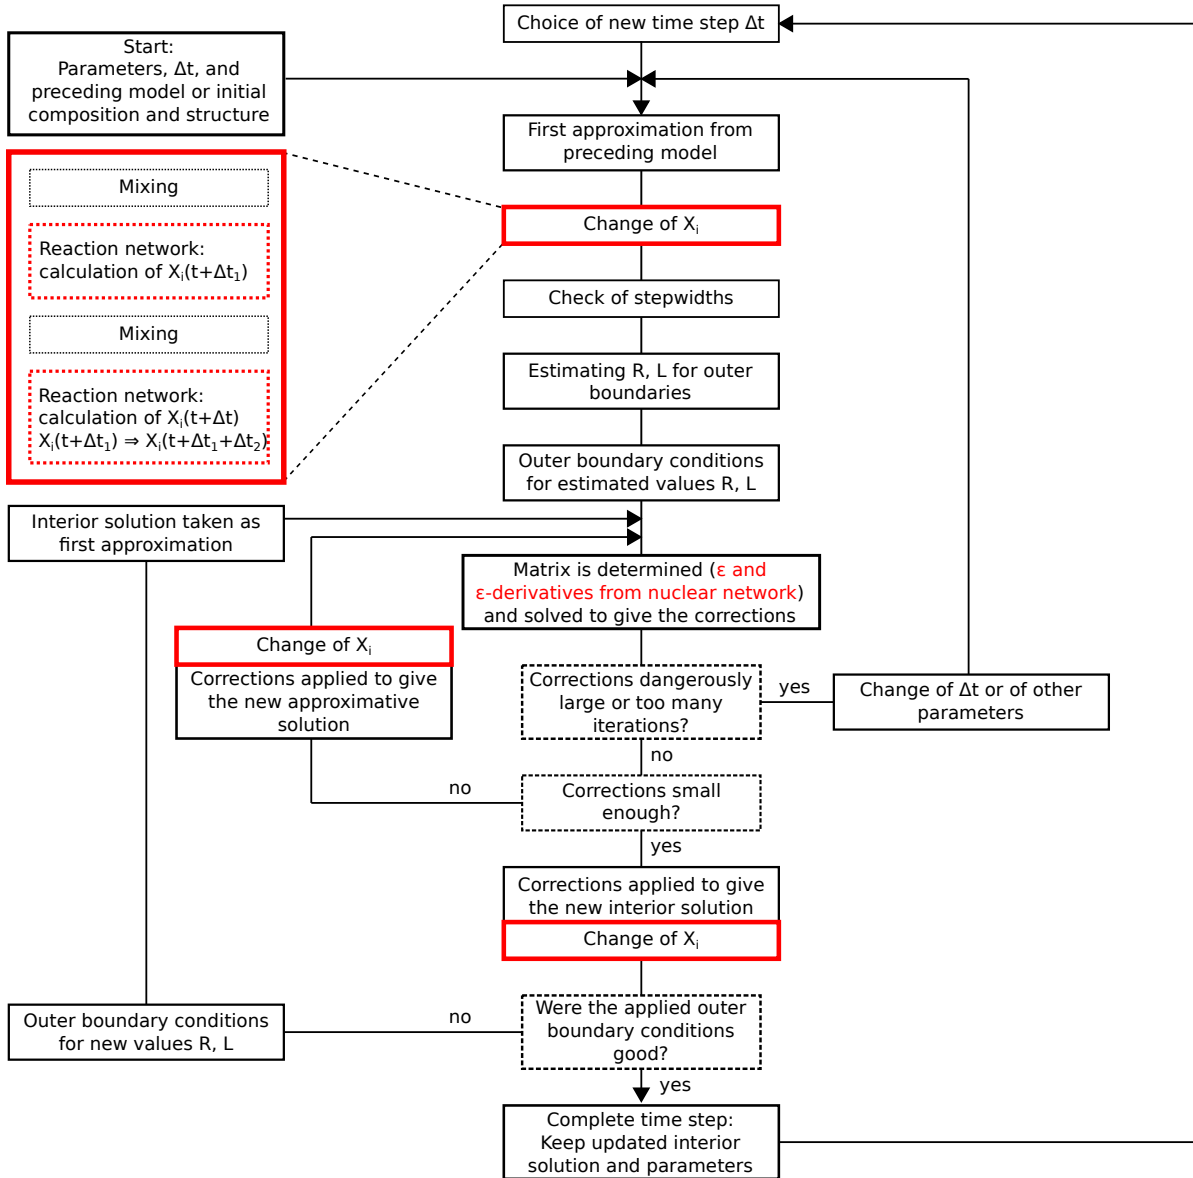 Choice of new time step Δt
Start:
Parameters, Δt, and
preceding model or initial
composition and structure
First approximation from
preceding model
Mixing
Reaction network:
calculation of Xᵢ(t+Δt₁)
Mixing
Reaction network:
calculation of Xᵢ(t+Δt)
Xᵢ(t+Δt₁) ⇒ Xᵢ(t+Δt₁+Δt₂)
Change of Xᵢ
Check of stepwidths
Estimating R, L for outer
boundaries
Outer boundary conditions
for estimated values R, L
Interior solution taken as
first approximation
Matrix is determined (ε and
ε-derivatives from nuclear network)
and solved to give the corrections
Change of Xᵢ
Corrections applied to give
the new approximative
solution
Corrections dangerously
large or too many
iterations?
yes
Change of Δt or of other
parameters
no
Corrections small
enough?
no
yes
Corrections applied to give
the new interior solution
Change of Xᵢ
Were the applied outer
boundary conditions
good?
no
Outer boundary conditions
for new values R, L
yes
Complete time step:
Keep updated interior
solution and parameters